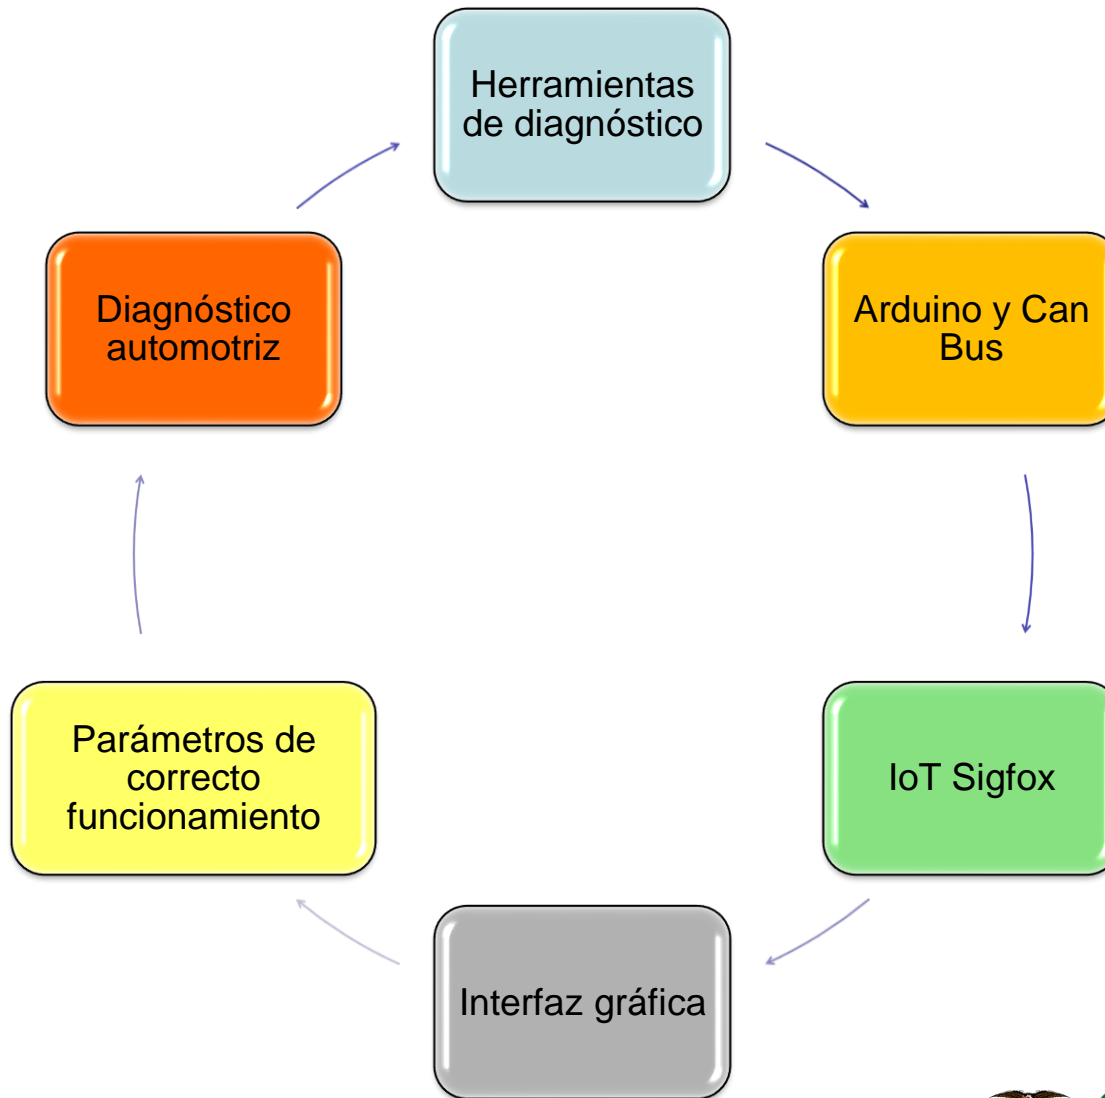 Herramientas
de diagnóstico
Arduino y Can
Bus
IoT Sigfox
Interfaz gráfica
Parámetros de
correcto
funcionamiento
Diagnóstico
automotriz